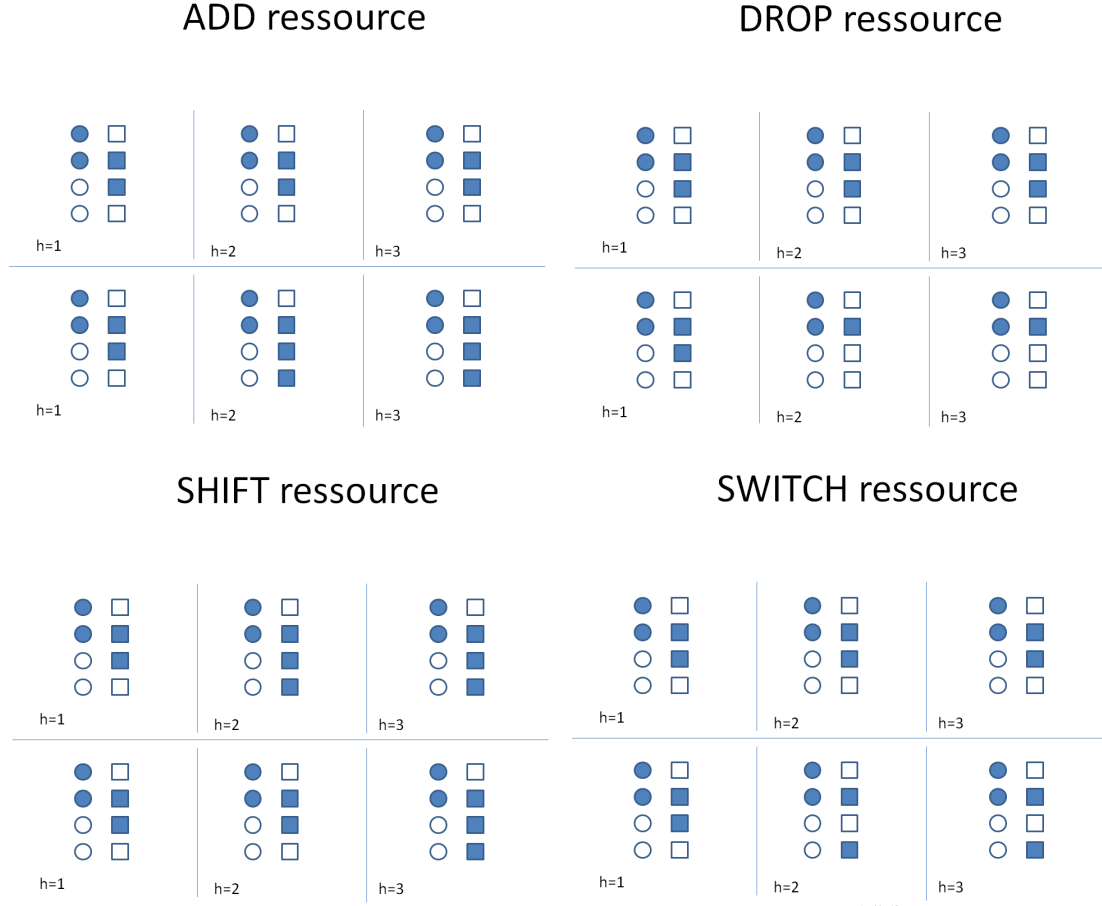 ADD ressource
DROP ressource
h=1
h=2
h=3
h=1
h=2
h=3
h=1
h=2
h=3
h=1
h=2
h=3
SHIFT ressource
SWITCH ressource
h=1
h=2
h=3
h=1
h=2
h=3
h=1
h=2
h=3
h=1
h=2
h=3